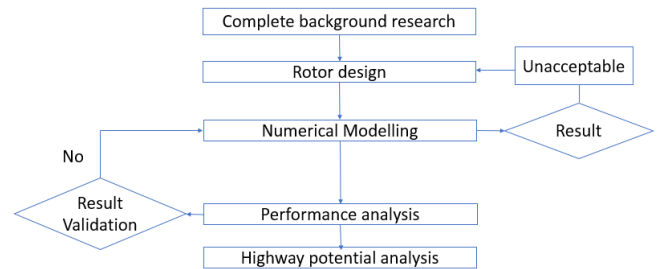 Complete background research
Unacceptable
Rotor design
Numerical Modelling
Result
No
Result
Validation
Performance analysis
Highway potential analysis